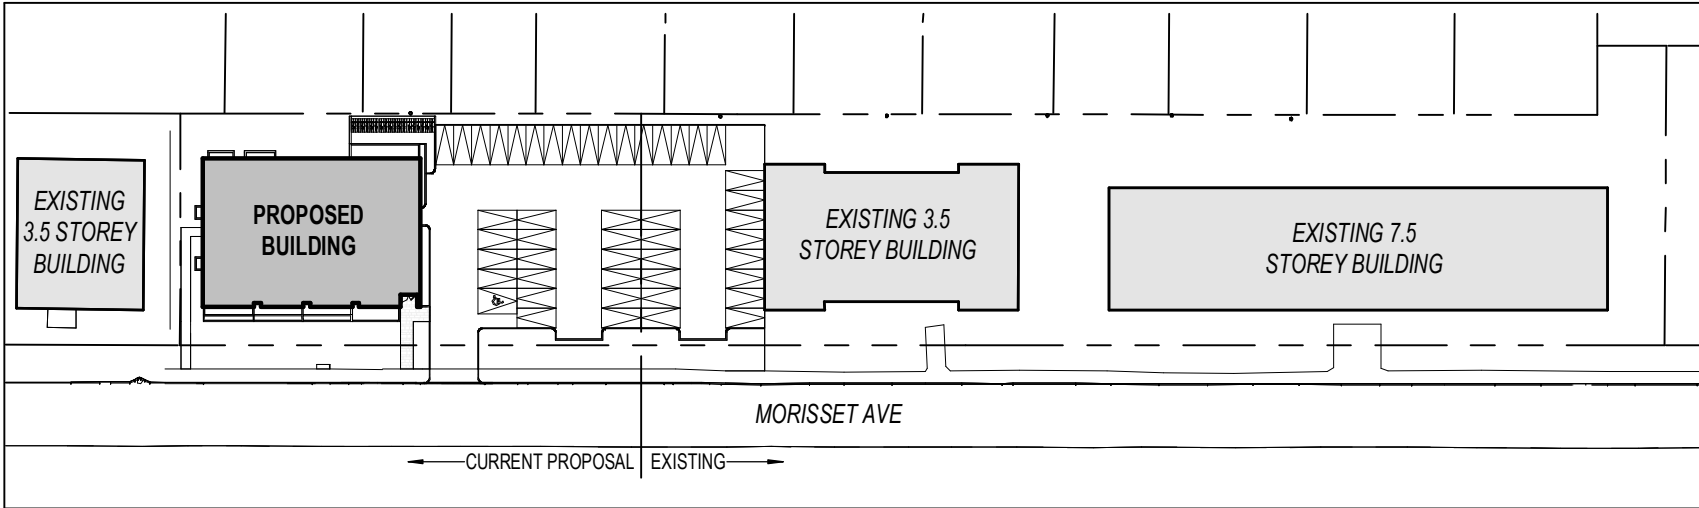 EXISTING
3.5 STOREY
BUILDING
PROPOSED
BUILDING
EXISTING 3.5
STOREY BUILDING
EXISTING 7.5
STOREY BUILDING
MORISSET AVE
CURRENT PROPOSAL EXISTING